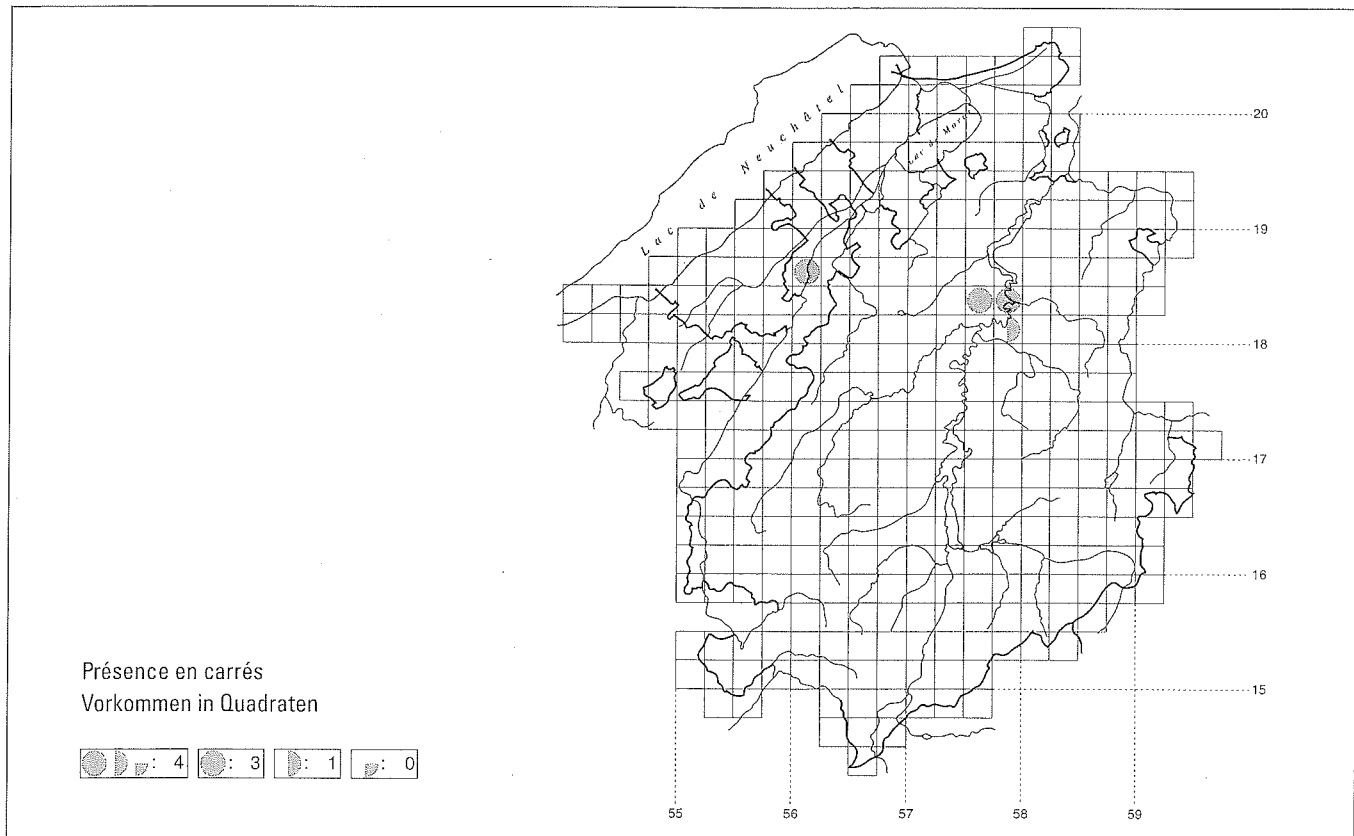 Lac de Neuchâtel
Lac de Morat
20
19
18
17
16
15
Présence en carrés
Vorkommen in Quadraten
: 4 : 3 : 1 : 0
55 56 57 58 59